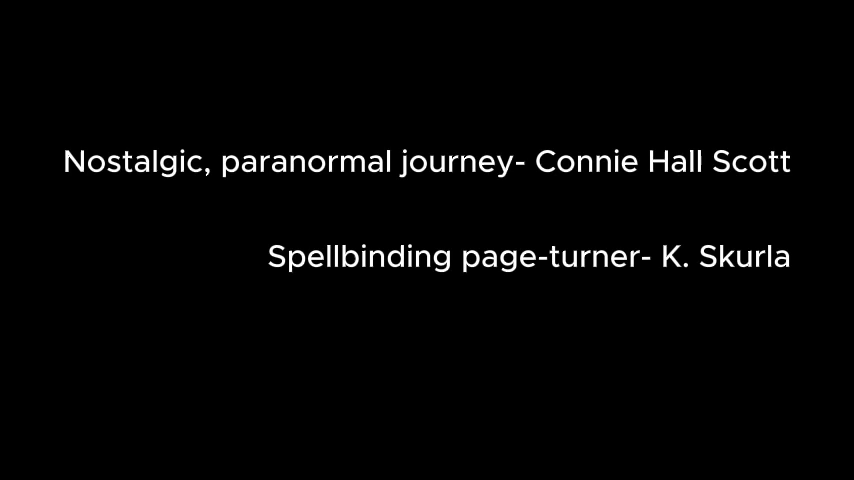 Nostalgic, paranormal journey- Connie Hall Scott
Spellbinding page-turner- K. Skurla